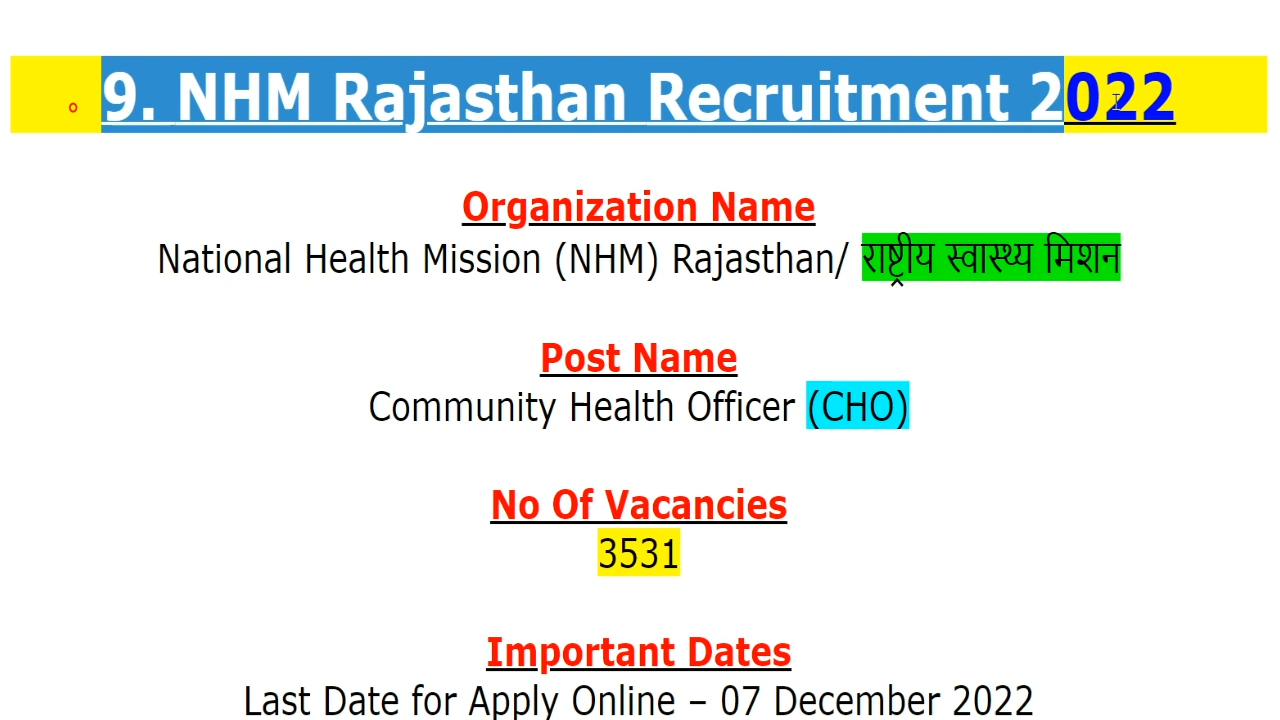 9. NHM Rajasthan Recruitment 2022
Organization Name
National Health Mission (NHM) Rajasthan/ राष्ट्रीय स्वास्थ्य मिशन
Post Name
Community Health Officer (CHO)
No Of Vacancies
3531
Important Dates
Last Date for Apply Online – 07 December 2022